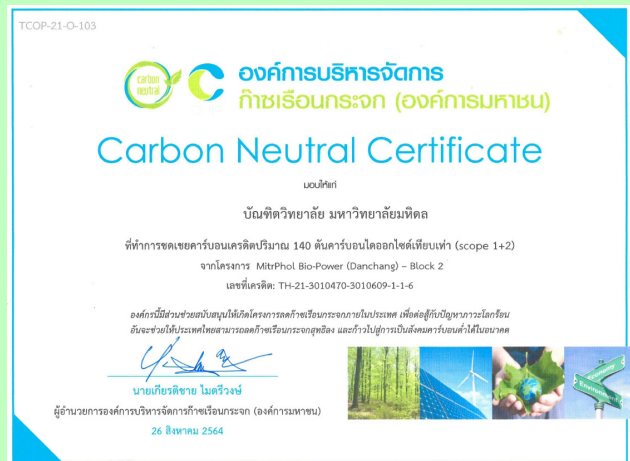 TCOP-21-O-103
carbon
neutral
องค์การบริหารจัดการ
ก๊าซเรือนกระจก (องค์การมหาชน)
Carbon Neutral Certificate
มอบให้แก่
บัณฑิตวิทยาลัย มหาวิทยาลัยมหิดล
ที่ทำการชดเชยคาร์บอนเครดิตปริมาณ 140 ตันคาร์บอนไดออกไซด์เทียบเท่า (scope 1+2)
จากโครงการ MitrPhol Bio-Power (Danchang) – Block 2
เลขที่เครดิต: TH-21-3010470-3010609-1-1-6
องค์กรนี้มีส่วนช่วยสนับสนุนให้เกิดโครงการลดก๊าซเรือนกระจกภายในประเทศ เพื่อต่อสู้กับปัญหาภาวะโลกร้อน
อันจะช่วยให้ประเทศไทยสามารถลดก๊าซเรือนกระจกสุทธิลง และก้าวไปสู่การเป็นสังคมคาร์บอนต่ำได้ในอนาคต
นายเกียรติชาย ไมตรีวงษ์
ผู้อำนวยการองค์การบริหารจัดการก๊าซเรือนกระจก (องค์การมหาชน)
26 สิงหาคม 2564
Economy
Environment